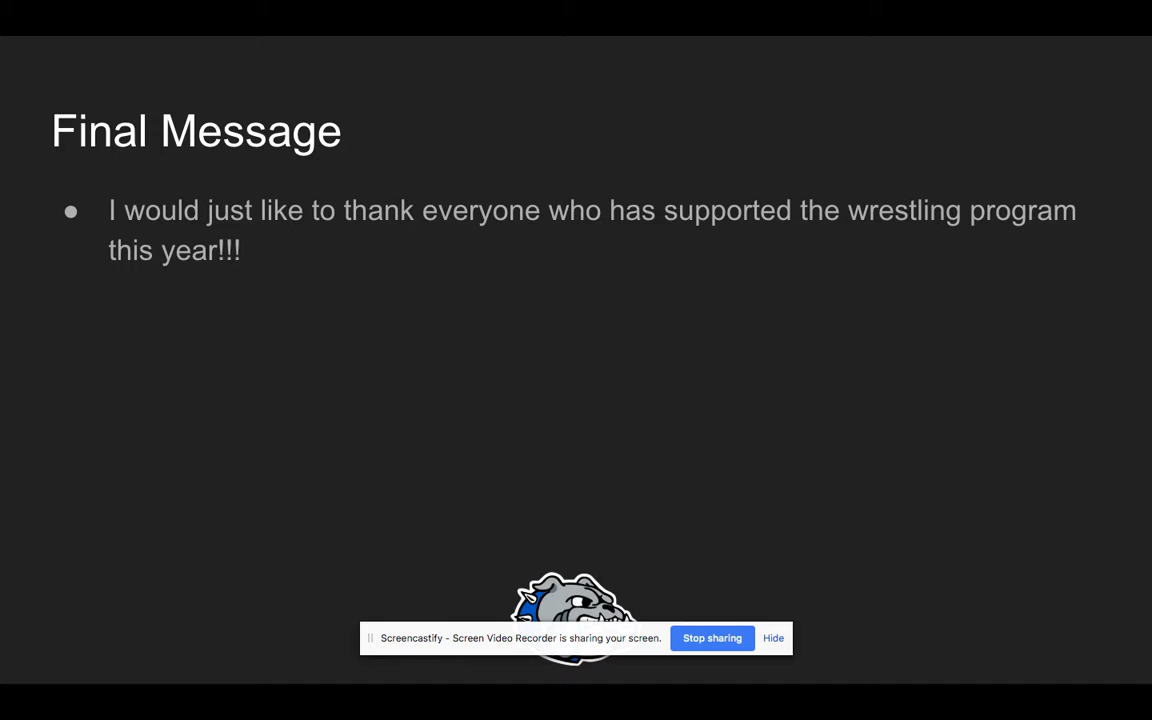 Final Message
● I would just like to thank everyone who has supported the wrestling program
this year!!!
Screencastify - Screen Video Recorder is sharing your screen. Stop sharing Hide